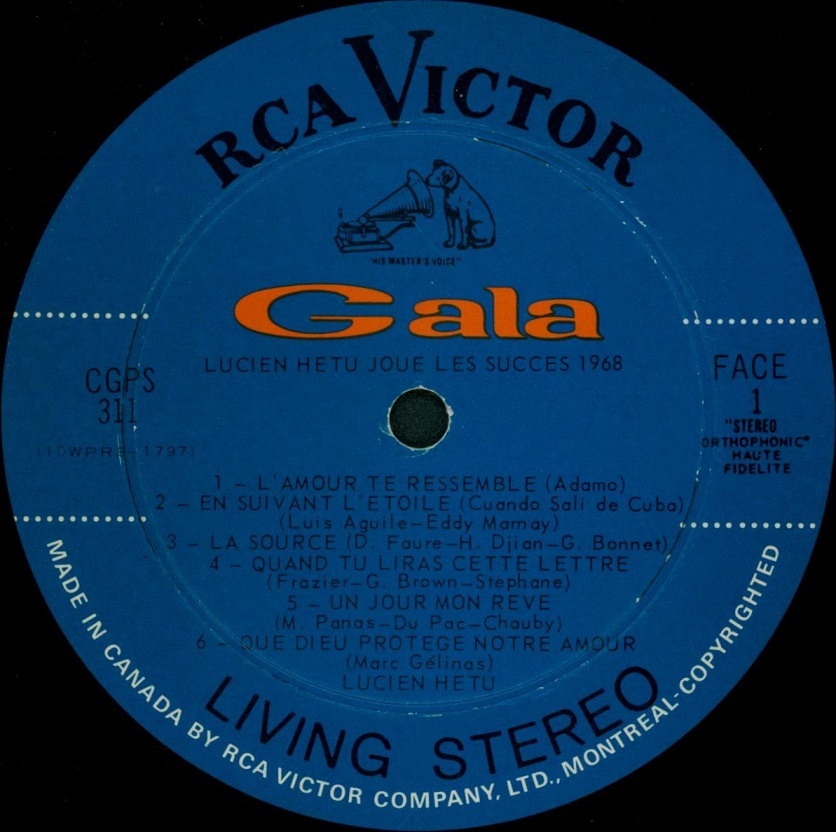 RCA VICTOR
"HIS MASTER'S VOICE"
Gala
LUCIEN HETU JOUE LES SUCCES 1968
CGPS
311
(10WPRS-1797)
FACE
1
"STEREO
ORTHOPHONIC"
HAUTE
FIDELITE
1 – L'AMOUR TE RESSEMBLE (Adamo)
2 – EN SUIVANT L'ETOILE (Cuando Sali de Cuba)
(Luis Aguile–Eddy Marnay)
3 – LA SOURCE (D. Faure–H. Djian–G. Bonnet)
4 – QUAND TU LIRAS CETTE LETTRE
(Frazier–G. Brown–Stephane)
5 – UN JOUR MON REVE
(M. Panas–Du Pac–Chauby)
6 – QUE DIEU PROTEGE NOTRE AMOUR
(Marc Gélinas)
LUCIEN HETU
LIVING STEREO
MADE IN CANADA BY RCA VICTOR COMPANY, LTD., MONTREAL-COPYRIGHTED